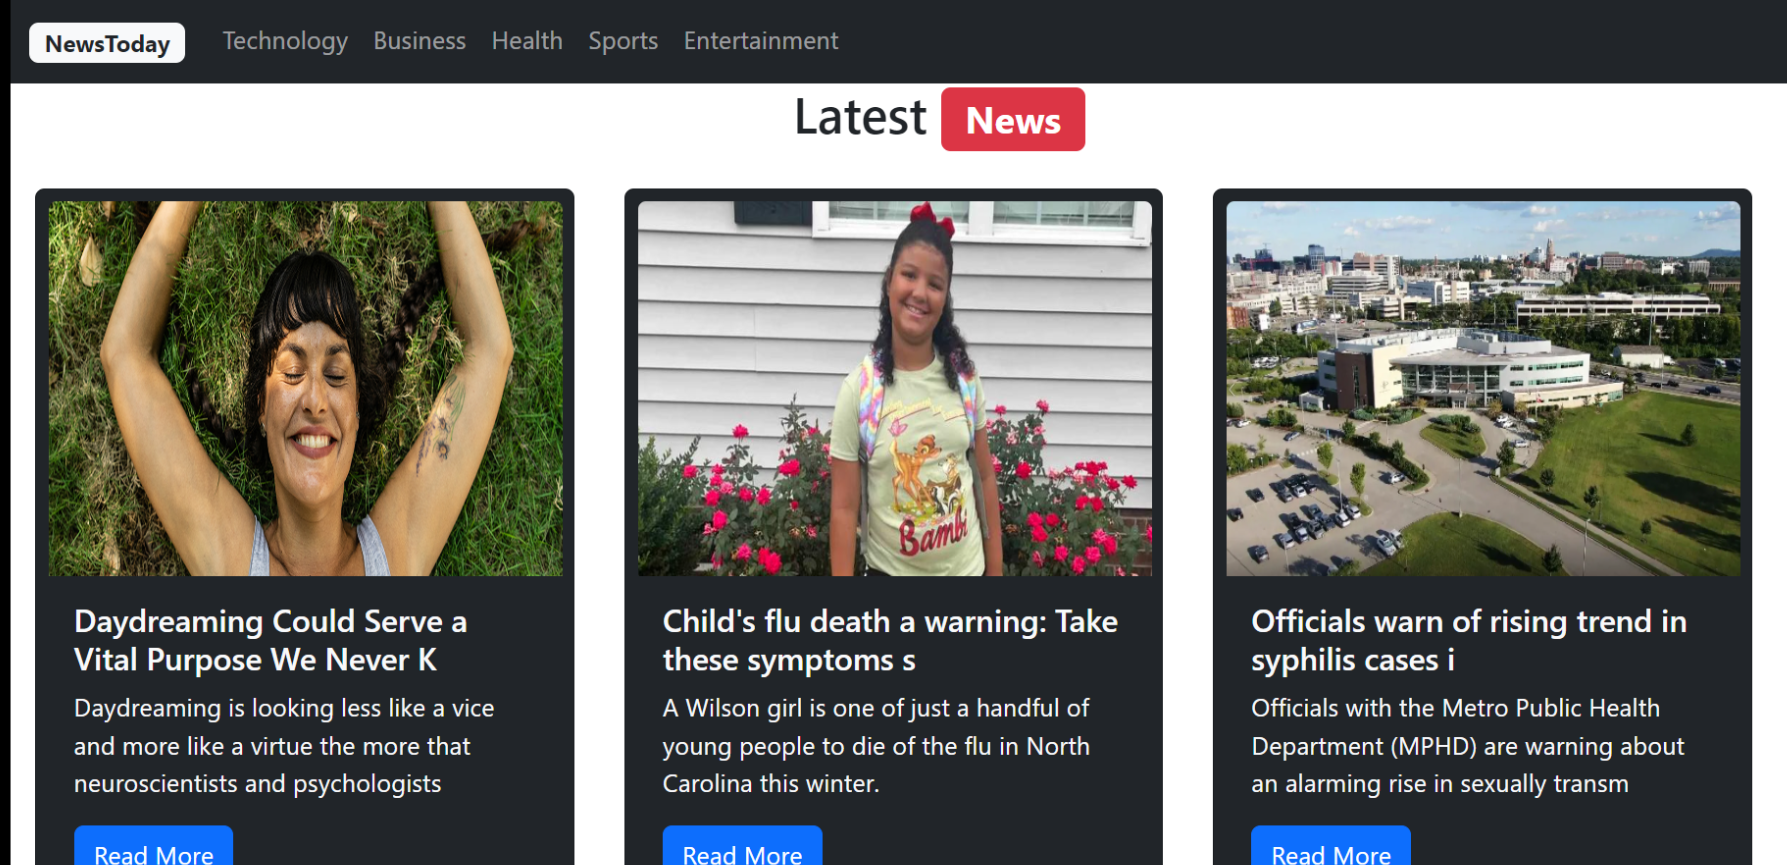 NewsToday Technology Business Health Sports Entertainment
Latest News
Bambi
Daydreaming Could Serve a
Vital Purpose We Never K
Daydreaming is looking less like a vice
and more like a virtue the more that
neuroscientists and psychologists
Read More
Child's flu death a warning: Take
these symptoms s
A Wilson girl is one of just a handful of
young people to die of the flu in North
Carolina this winter.
Read More
Officials warn of rising trend in
syphilis cases i
Officials with the Metro Public Health
Department (MPHD) are warning about
an alarming rise in sexually transm
Read More